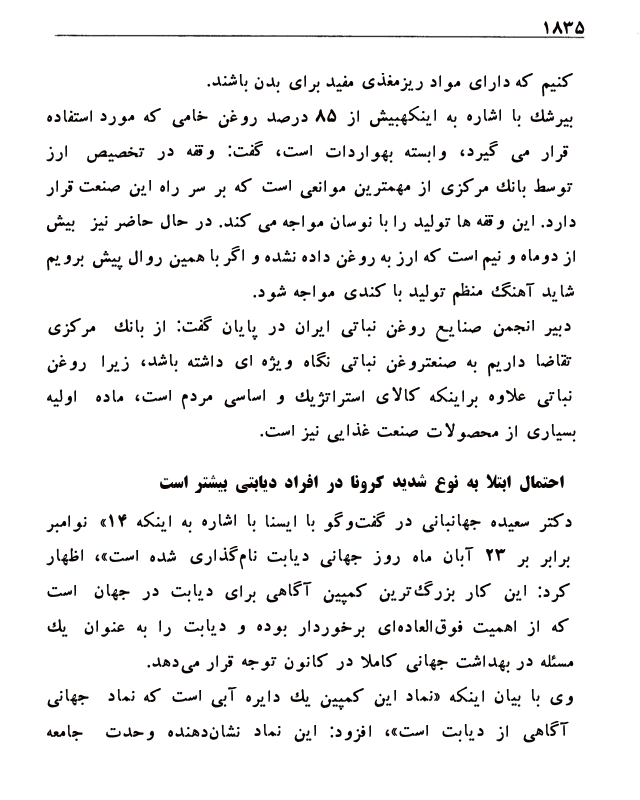 ۱۸۳۵
کنیم که دارای مواد ریزمغذی مفید برای بدن باشند.
بیرشك با اشاره به اینکهبیش از ۸۵ درصد روغن خامی که مورد استفاده
قرار می گیرد، وابسته بهواردات است، گفت: وقفه در تخصیص ارز
توسط بانك مرکزی از مهمترین موانعی است که بر سر راه این صنعت قرار
دارد. این وقفه ها تولید را با نوسان مواجه می کند. در حال حاضر نیز بیش
از دوماه و نیم است که ارز به روغن داده نشده و اگر با همین روال پیش برویم
شاید آهنگ منظم تولید با کندی مواجه شود.
دبیر انجمن صنایع روغن نباتی ایران در پایان گفت: از بانك مرکزی
تقاضا داریم به صنعتروغن نباتی نگاه ویژه ای داشته باشد، زیرا روغن
نباتی علاوه براینکه کالای استراتژیك و اساسی مردم است، ماده اولیه
بسیاری از محصولات صنعت غذایی نیز است.
احتمال ابتلا به نوع شدید کرونا در افراد دیابتی بیشتر است
دکتر سعیده جهانبانی در گفت‌وگو با ایسنا با اشاره به اینکه ۱۴» نوامبر
برابر بر ۲۳ آبان ماه روز جهانی دیابت نام‌گذاری شده است»، اظهار
کرد: این کار بزرگ‌ترین کمپین آگاهی برای دیابت در جهان است
که از اهمیت فوق‌العاده‌ای برخوردار بوده و دیابت را به عنوان یك
مسئله در بهداشت جهانی کاملا در کانون توجه قرار می‌دهد.
وی با بیان اینکه «نماد این کمپین یك دایره آبی است که نماد جهانی
آگاهی از دیابت است»، افزود: این نماد نشان‌دهنده وحدت جامعه